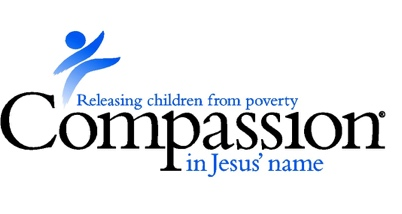 Releasing children from poverty
Compassion®
in Jesus' name